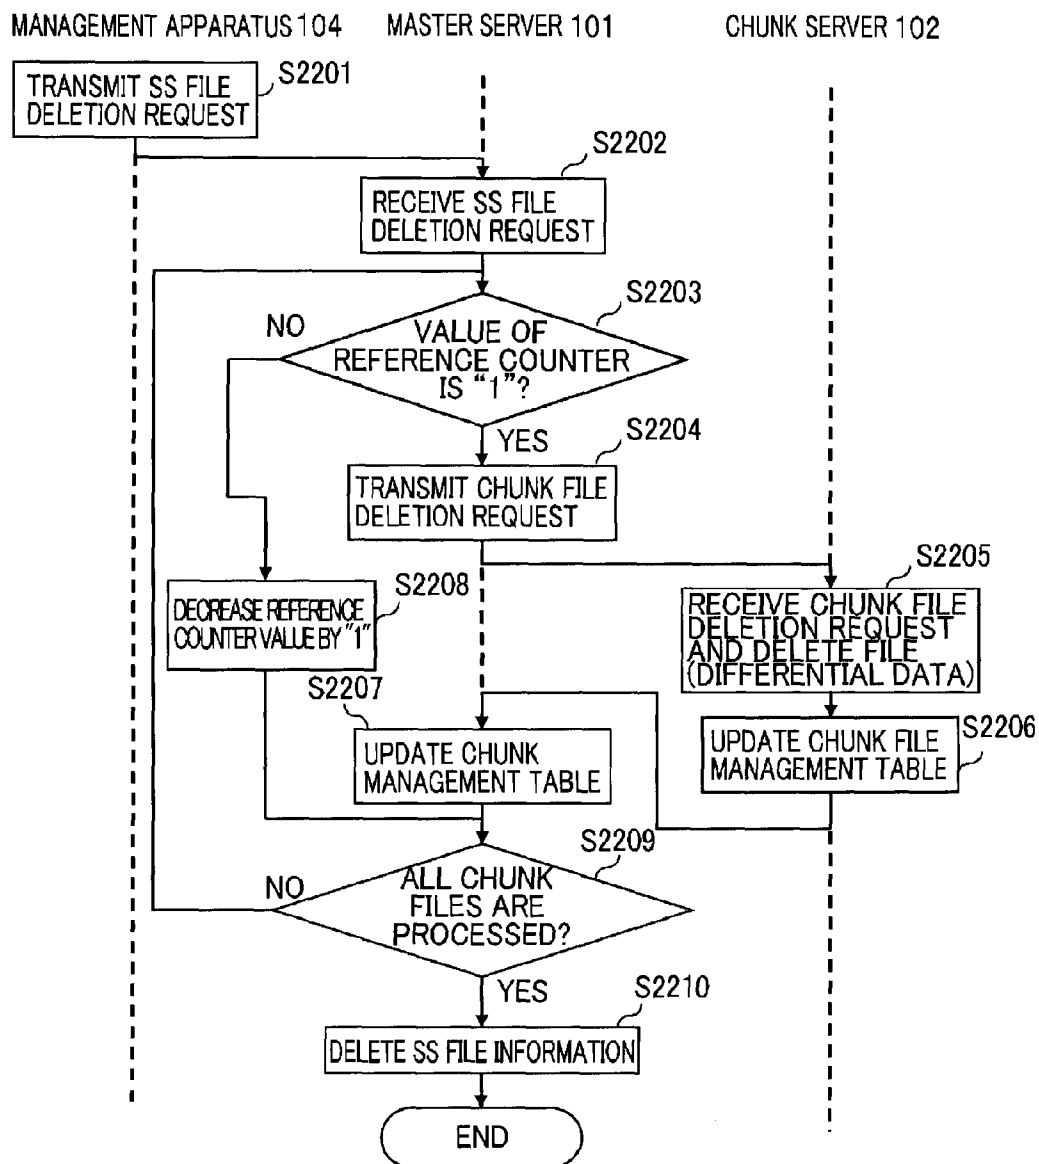 MANAGEMENT APPARATUS 104
MASTER SERVER 101
CHUNK SERVER 102
S2201
TRANSMIT SS FILE
DELETION REQUEST
S2202
RECEIVE SS FILE
DELETION REQUEST
S2203
NO
VALUE OF
REFERENCE COUNTER
IS "1"?
YES
S2204
TRANSMIT CHUNK FILE
DELETION REQUEST
S2205
RECEIVE CHUNK FILE
DELETION REQUEST
AND DELETE FILE
(DIFFERENTIAL DATA)
S2208
DECREASE REFERENCE
COUNTER VALUE BY "1"
S2207
UPDATE CHUNK
MANAGEMENT TABLE
S2206
UPDATE CHUNK FILE
MANAGEMENT TABLE
S2209
NO
ALL CHUNK
FILES ARE
PROCESSED?
YES
S2210
DELETE SS FILE INFORMATION
END